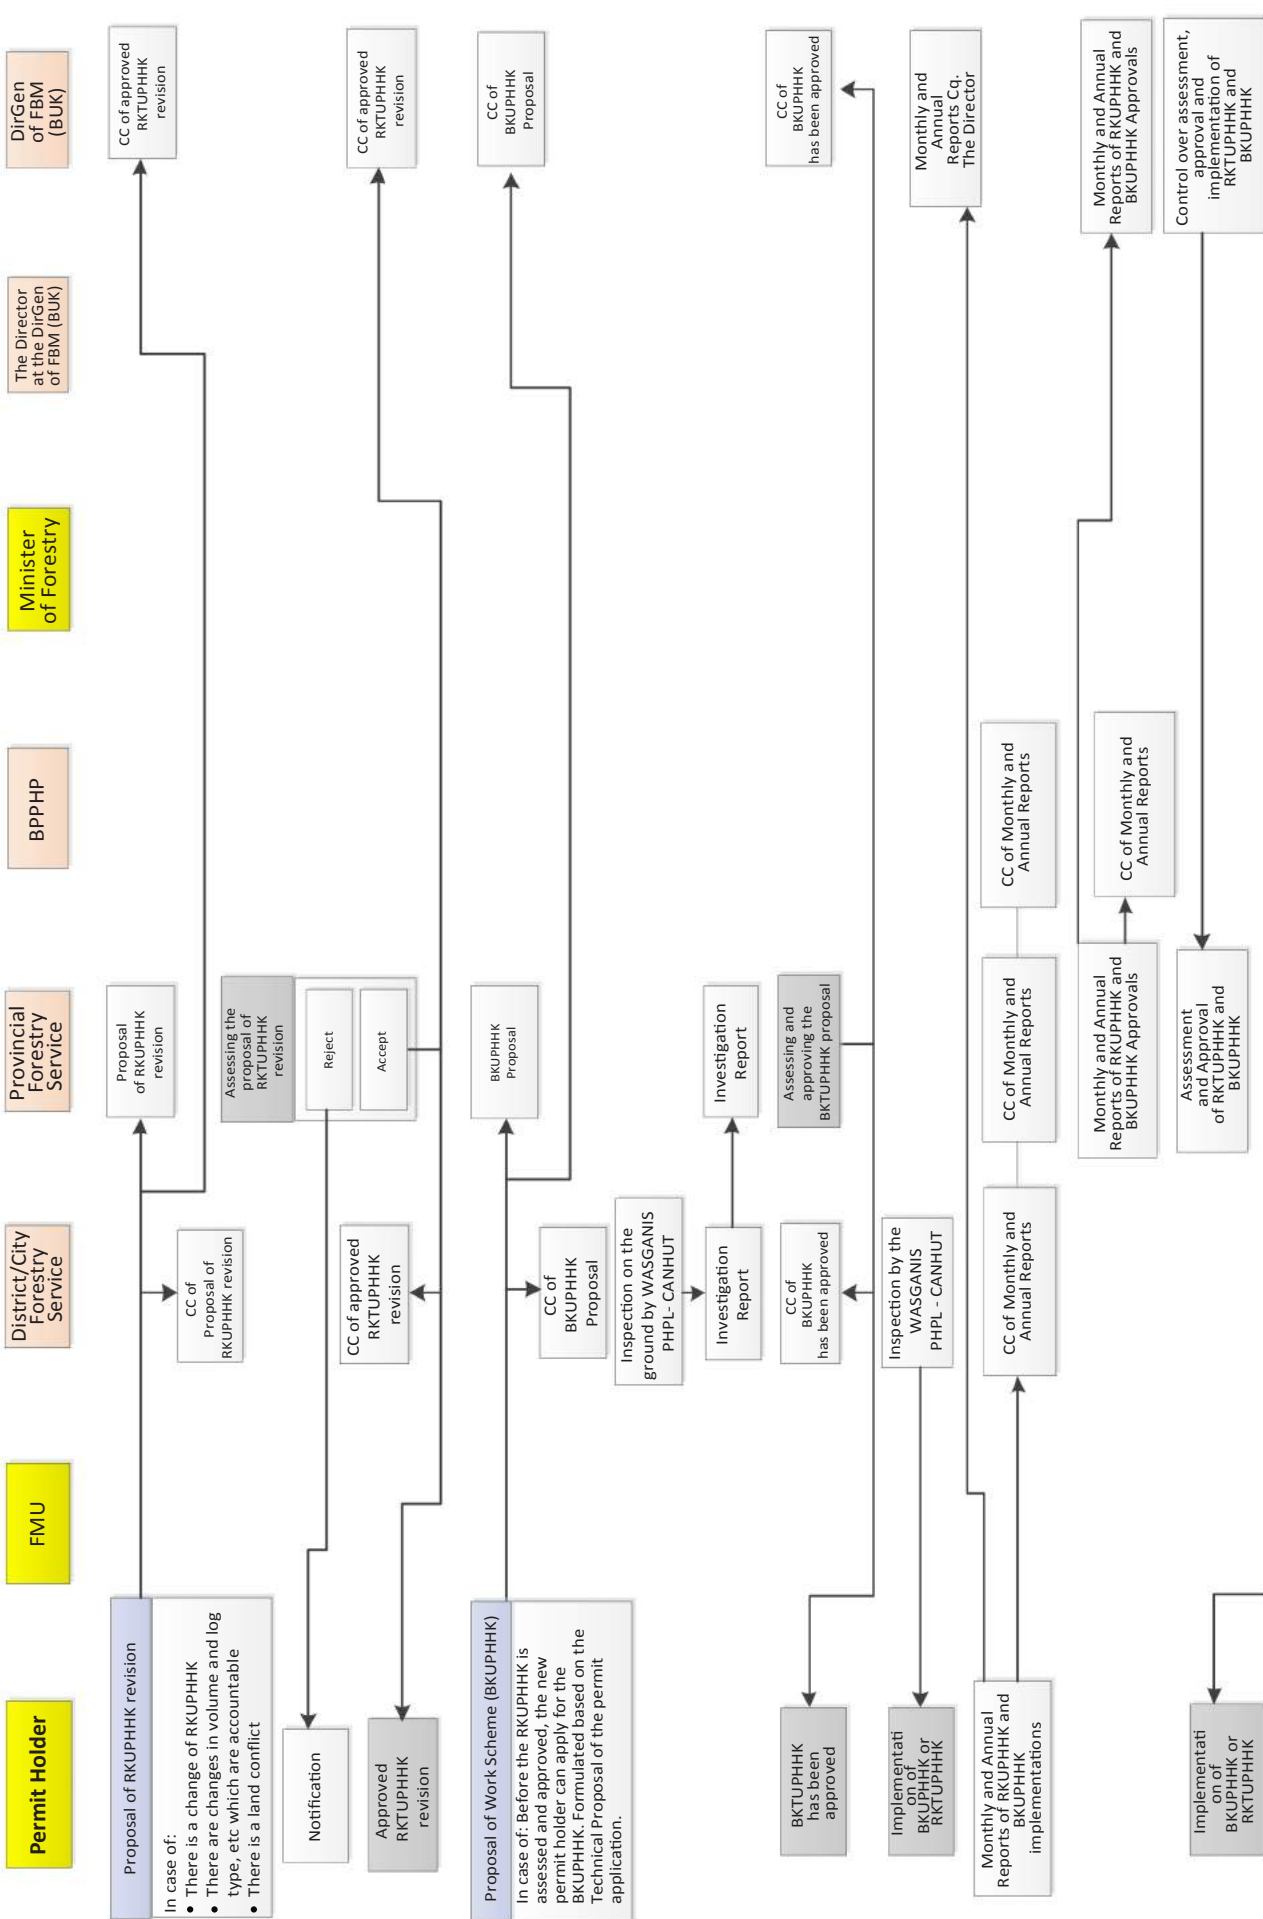 Permit Holder
FMU
District/City
Forestry
Service
Provincial
Forestry
Service
BPPHP
Minister
of Forestry
The Director
at the DirGen
of FBM (BUK)
DirGen
of FBM
(BUK)
Proposal of RKUPHHK revision
In case of:
• There is a change of RKUPHHK
• There are changes in volume and log
type, etc which are accountable
• There is a land conflict
CC of
Proposal of
RKUPHHK revision
Proposal
of RKUPHHK
revision
CC of approved
RKTUPHHK
revision
Assessing the
proposal of
RKTUPHHK
revision
Reject
Accept
Notification
Approved
RKTUPHHK
revision
CC of approved
RKTUPHHK
revision
CC of approved
RKTUPHHK
revision
Proposal of Work Scheme (BKUPHHK)
In case of: Before the RKUPHHK is
assessed and approved, the new
permit holder can apply for the
BKUPHHK. Formulated based on the
Technical Proposal of the permit
application.
CC of
BKUPHHK
Proposal
BKUPHHK
Proposal
CC of
BKUPHHK
Proposal
Inspection on the
ground by WASGANIS
PHPL- CANHUT
Investigation
Report
Investigation
Report
BKTUPHHK
has been
approved
CC of
BKUPHHK
has been approved
Assessing and
approving the
BKTUPHHK proposal
CC of
BKUPHHK
has been approved
Implementati
on of
BKUPHHK or
RKTUPHHK
Inspection by the
WASGANIS
PHPL - CANHUT
Monthly and
Annual
Reports Cq.
The Director
Monthly and Annual
Reports of RKUPHHK and
BKUPHHK
implementations
CC of Monthly and
Annual Reports
CC of Monthly and
Annual Reports
CC of Monthly and
Annual Reports
Monthly and Annual
Reports of RKUPHHK and
BKUPHHK Approvals
CC of Monthly and
Annual Reports
Monthly and Annual
Reports of RKUPHHK and
BKUPHHK Approvals
Implementati
on of
BKUPHHK or
RKTUPHHK
Assessment
and Approval
of RKTUPHHK and
BKUPHHK
Control over assessment,
approval and
implementation of
RKTUPHHK and
BKUPHHK